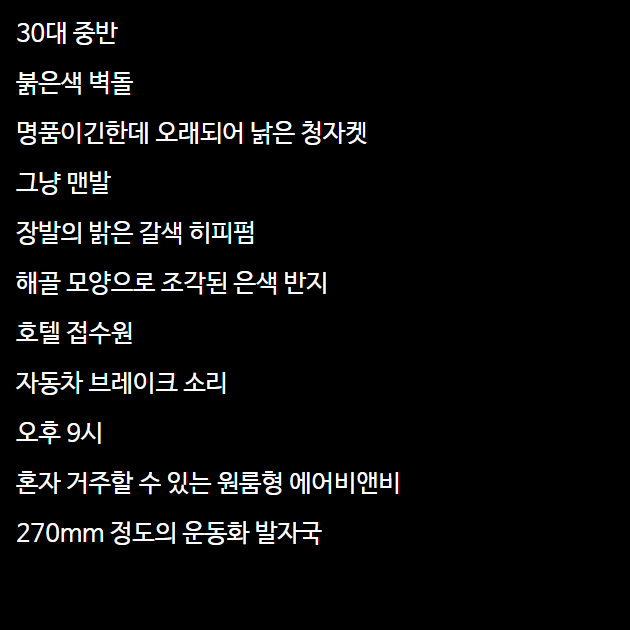 30대 중반
붉은색 벽돌
명품이긴한데 오래되어 낡은 청자켓
그냥 맨발
장발의 밝은 갈색 히피펌
해골 모양으로 조각된 은색 반지
호텔 접수원
자동차 브레이크 소리
오후 9시
혼자 거주할 수 있는 원룸형 에어비앤비
270mm 정도의 운동화 발자국